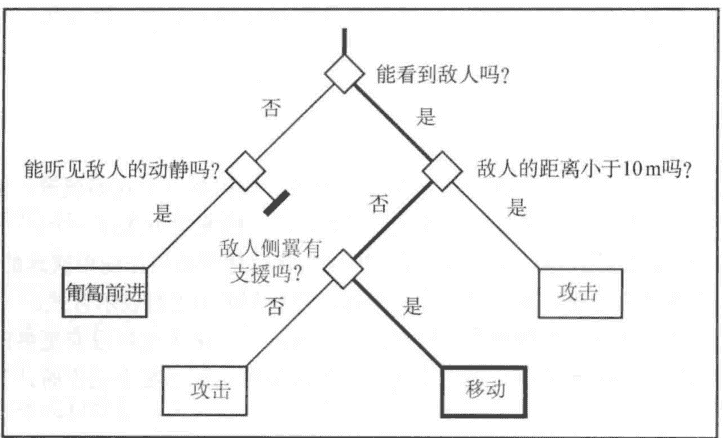 能看到敌人吗?
否
是
能听见敌人的动静吗?
敌人的距离小于10m吗?
是
否
是
敌人侧翼有
支援吗?
匍匐前进
攻击
否
是
攻击
移动